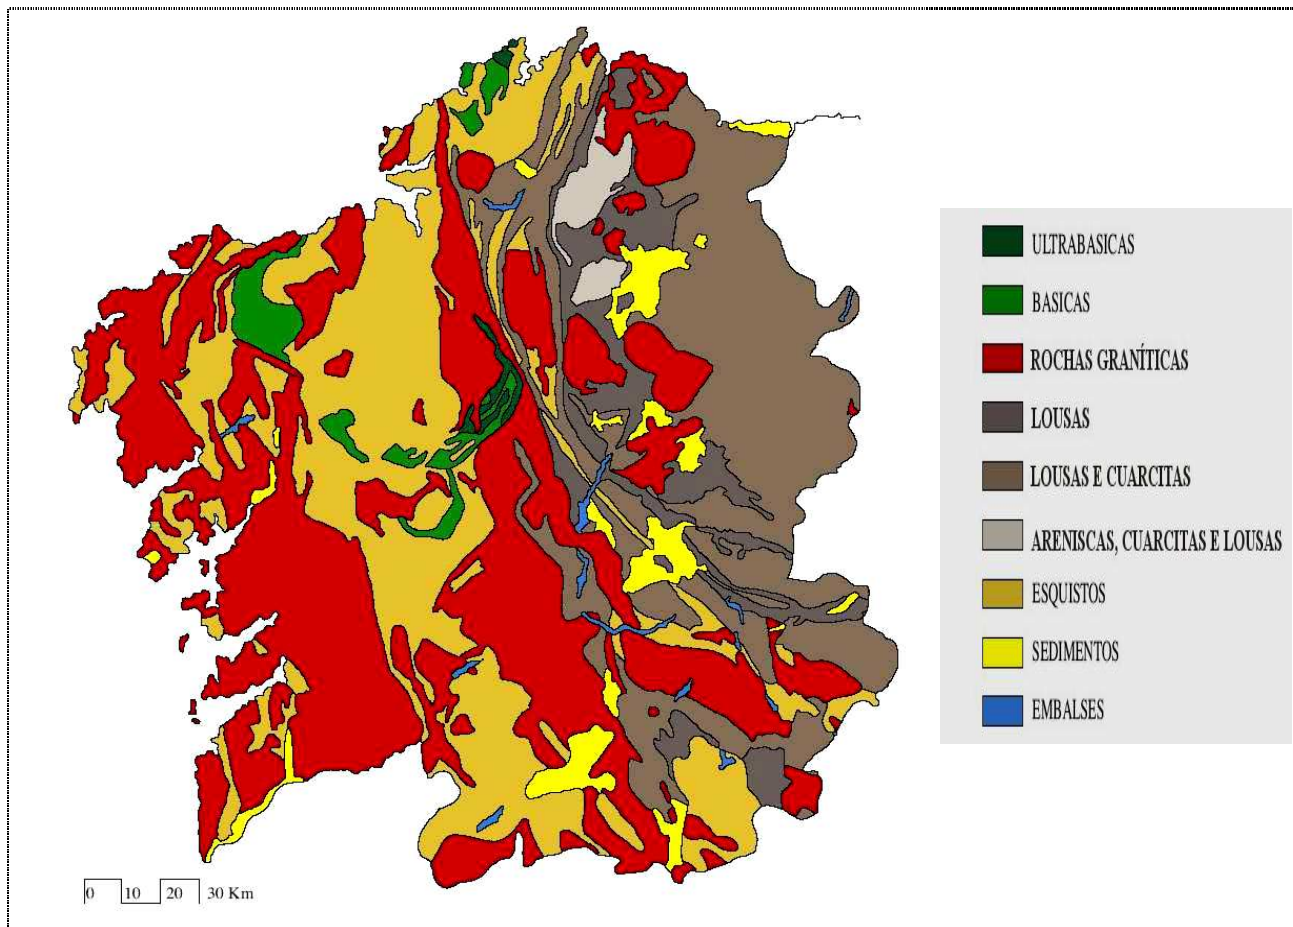 ULTRABASICAS
BASICAS
ROCHAS GRANÍTICAS
LOUSAS
LOUSAS E CUARCITAS
ARENISCAS, CUARCITAS E LOUSAS
ESQUISTOS
SEDIMENTOS
EMBALSES
0 10 20 30 Km